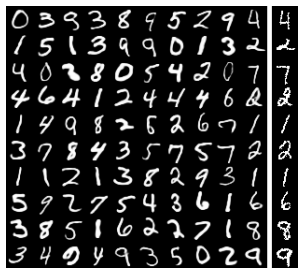 0 3 9 3 8 9 5 2 9 4 4
1 5 1 3 9 9 0 1 3 2 2
4 0 2 8 0 5 4 2 0 7 7
4 6 4 1 2 4 4 4 6 2 2
1 4 9 8 2 6 2 6 7 1 1
3 7 8 4 3 5 7 5 7 2 2
1 1 2 1 3 8 2 9 3 1 1
5 9 2 7 5 4 3 6 1 6 6
3 8 5 1 6 2 2 7 1 8 8
3 4 0 4 9 3 5 0 2 9 9